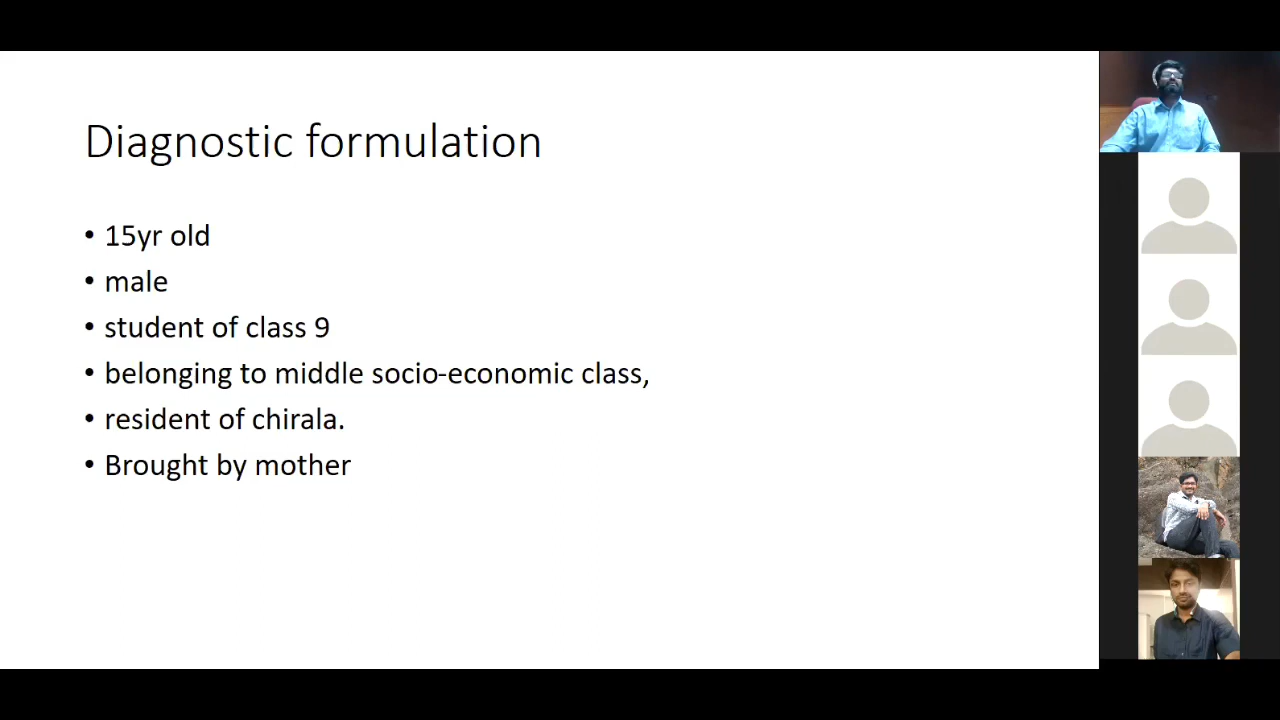 Diagnostic formulation
• 15yr old
• male
• student of class 9
• belonging to middle socio-economic class,
• resident of chirala.
• Brought by mother